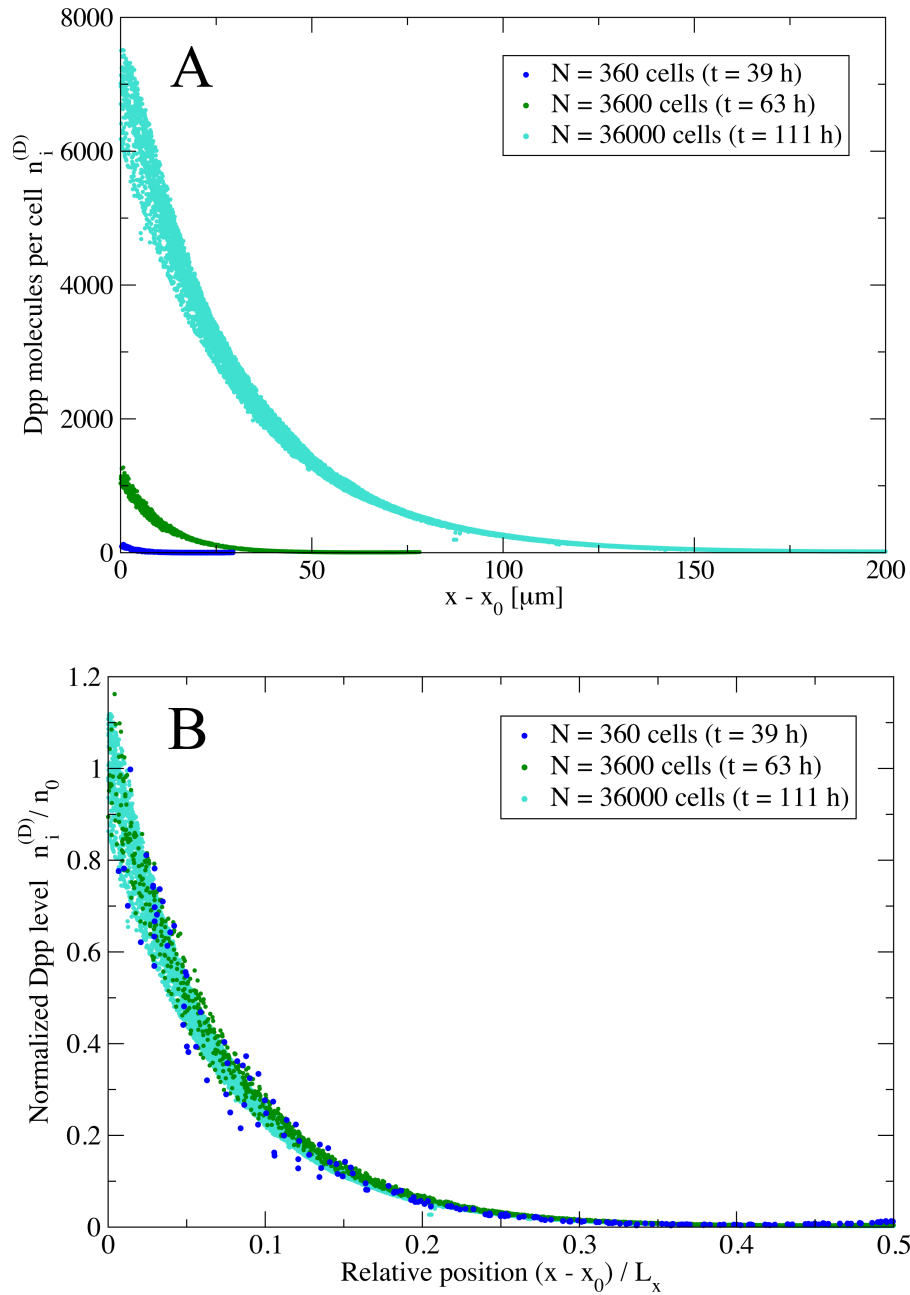 A
8000
6000
4000
2000
0
Dpp molecules per cell n_i^(D)
N = 360 cells (t = 39 h)
N = 3600 cells (t = 63 h)
N = 36000 cells (t = 111 h)
0 50 100 150 200
x - x_0 [μm]
B
1.2
1
0.8
0.6
0.4
0.2
0
Normalized Dpp level n_i^(D) / n_0
N = 360 cells (t = 39 h)
N = 3600 cells (t = 63 h)
N = 36000 cells (t = 111 h)
0 0.1 0.2 0.3 0.4 0.5
Relative position (x - x_0) / L_x